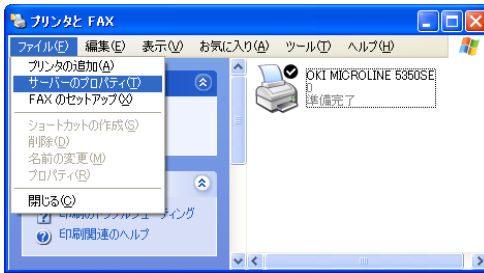 プリンタと FAX
ファイル(F) 編集(E) 表示(V) お気に入り(A) ツール(T) ヘルプ(H)
プリンタの追加(A)
サーバーのプロパティ(T)
FAX のセットアップ(X)
ショートカットの作成(S)
削除(D)
名前の変更(M)
プロパティ(R)
閉じる(C)
OKI MICROLINE 5350SE
0
準備完了
印刷のトラブルシューティング
印刷関連のヘルプ